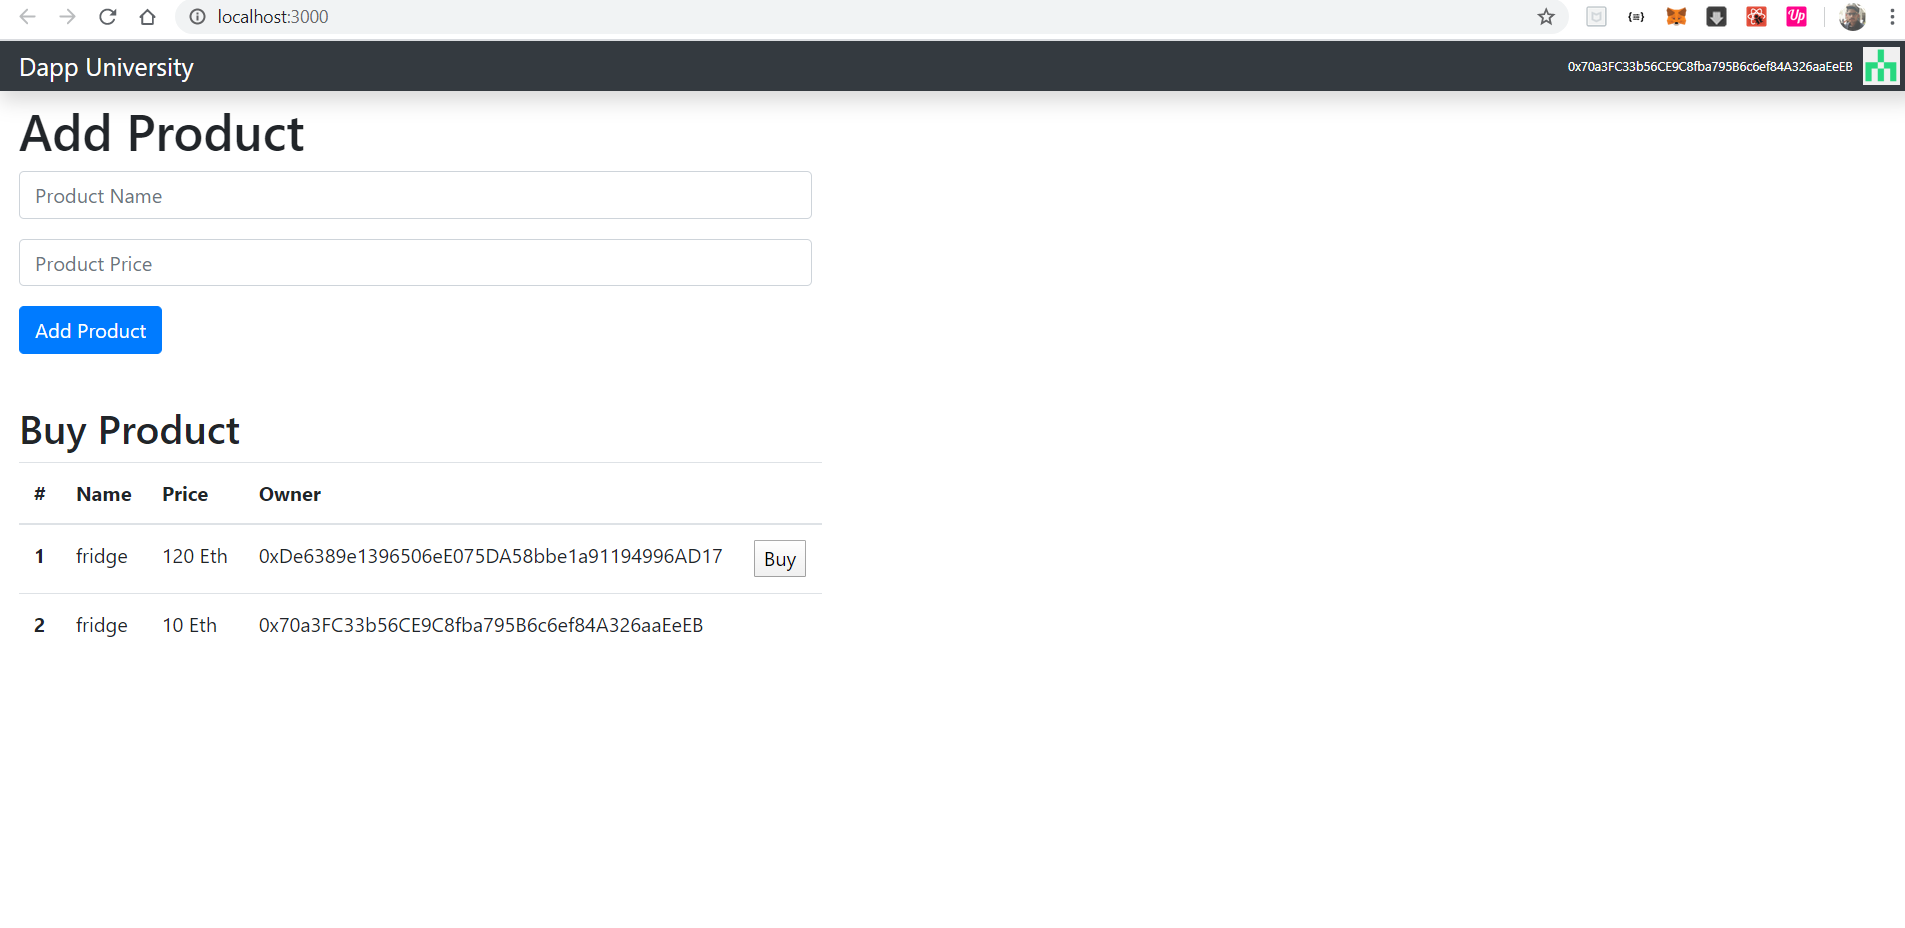 localhost:3000
{≡} Up
Dapp University 0x70a3FC33b56CE9C8fba795B6c6ef84A326aaEeEB
Add Product
Product Name
Product Price
Add Product
Buy Product
# Name Price Owner
1 fridge 120 Eth 0xDe6389e1396506eE075DA58bbe1a91194996AD17 Buy
2 fridge 10 Eth 0x70a3FC33b56CE9C8fba795B6c6ef84A326aaEeEB